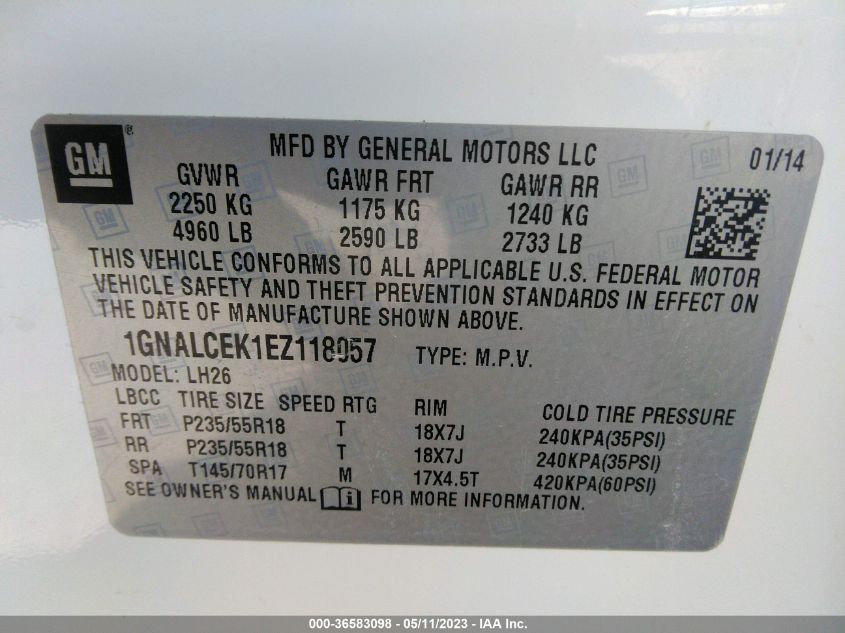 GM ®
MFD BY GENERAL MOTORS LLC 01/14
GVWR GAWR FRT GAWR RR
2250 KG 1175 KG 1240 KG
4960 LB 2590 LB 2733 LB
THIS VEHICLE CONFORMS TO ALL APPLICABLE U.S. FEDERAL MOTOR
VEHICLE SAFETY AND THEFT PREVENTION STANDARDS IN EFFECT ON
THE DATE OF MANUFACTURE SHOWN ABOVE.
1GNALCEK1EZ118057 TYPE: M.P.V.
MODEL: LH26
LBCC TIRE SIZE SPEED RTG RIM COLD TIRE PRESSURE
FRT P235/55R18 T 18X7J 240KPA(35PSI)
RR P235/55R18 T 18X7J 240KPA(35PSI)
SPA T145/70R17 M 17X4.5T 420KPA(60PSI)
SEE OWNER'S MANUAL FOR MORE INFORMATION.
000-36583098 - 05/11/2023 - IAA Inc.